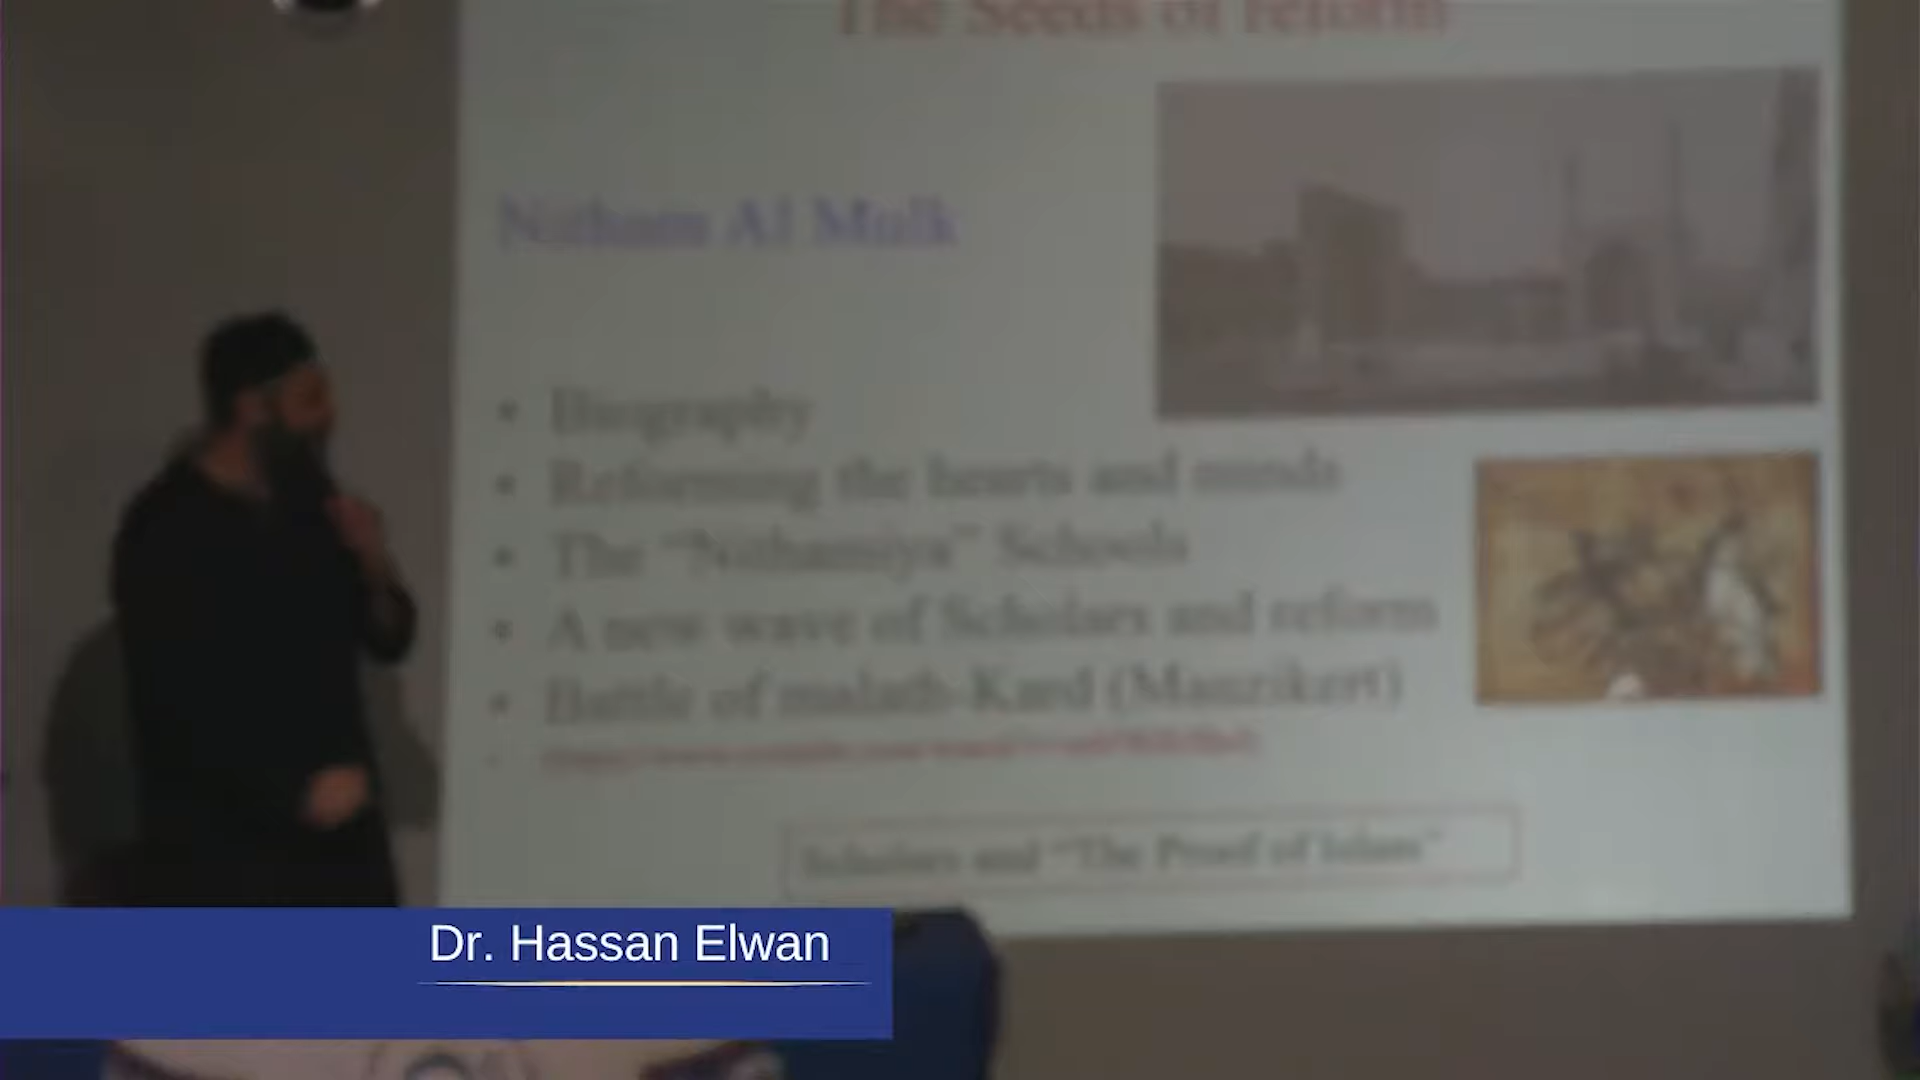 The Seeds of reform
Nitham Al Mulk
• Biography
• Reforming the hearts and minds
• The "Nithamiya" Schools
• A new wave of Scholars and reform
• Battle of malath-Kard (Manzikert)
Scholars and "The Proof of Islam"
Dr. Hassan Elwan